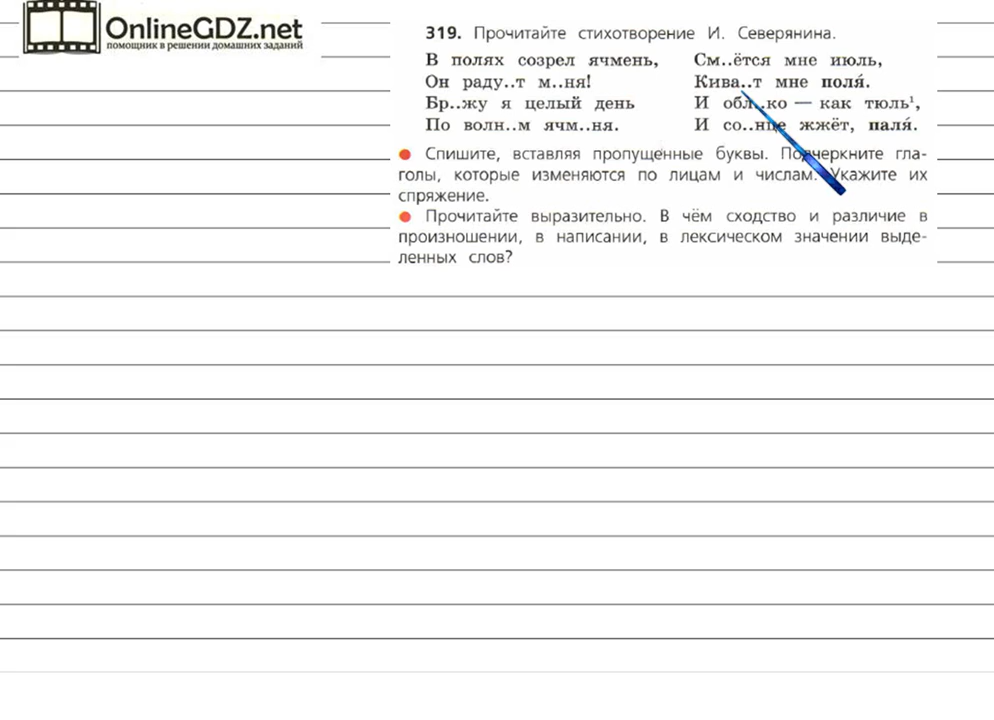 OnlineGDZ.net
помощник в решении домашних заданий
319. Прочитайте стихотворение И. Северянина.
В полях созрел ячмень,
Он раду..т м..ня!
Бр..жу я целый день
По волн..м ячм..ня.
См..ётся мне июль,
Кива..т мне поля́.
И обл..ко — как тюль¹,
И со..нце жжёт, паля́.
● Спишите, вставляя пропущенные буквы. Подчеркните гла-
голы, которые изменяются по лицам и числам. Укажите их
спряжение.
● Прочитайте выразительно. В чём сходство и различие в
произношении, в написании, в лексическом значении выде-
ленных слов?